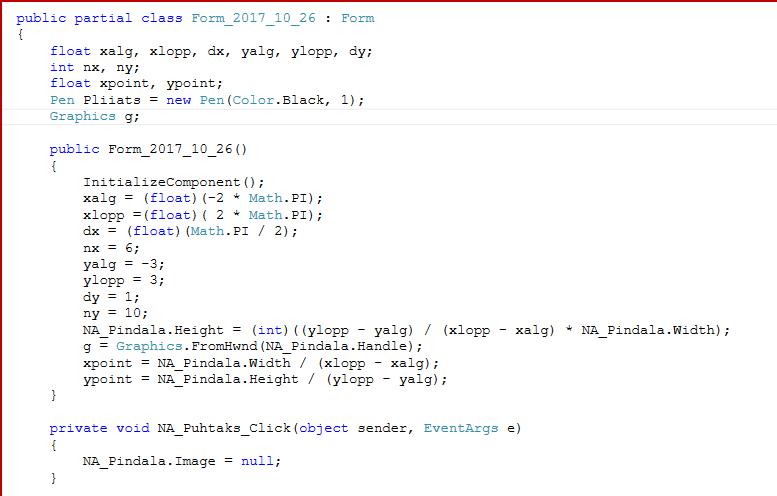 public partial class Form_2017_10_26 : Form
{
    float xalg, xlopp, dx, yalg, ylopp, dy;
    int nx, ny;
    float xpoint, ypoint;
    Pen Pliiats = new Pen(Color.Black, 1);
    Graphics g;

    public Form_2017_10_26()
    {
        InitializeComponent();
        xalg = (float)(-2 * Math.PI);
        xlopp =(float)( 2 * Math.PI);
        dx = (float)(Math.PI / 2);
        nx = 6;
        yalg = -3;
        ylopp = 3;
        dy = 1;
        ny = 10;
        NA_Pindala.Height = (int)((ylopp - yalg) / (xlopp - xalg) * NA_Pindala.Width);
        g = Graphics.FromHwnd(NA_Pindala.Handle);
        xpoint = NA_Pindala.Width / (xlopp - xalg);
        ypoint = NA_Pindala.Height / (ylopp - yalg);
    }

    private void NA_Puhtaks_Click(object sender, EventArgs e)
    {
        NA_Pindala.Image = null;
    }